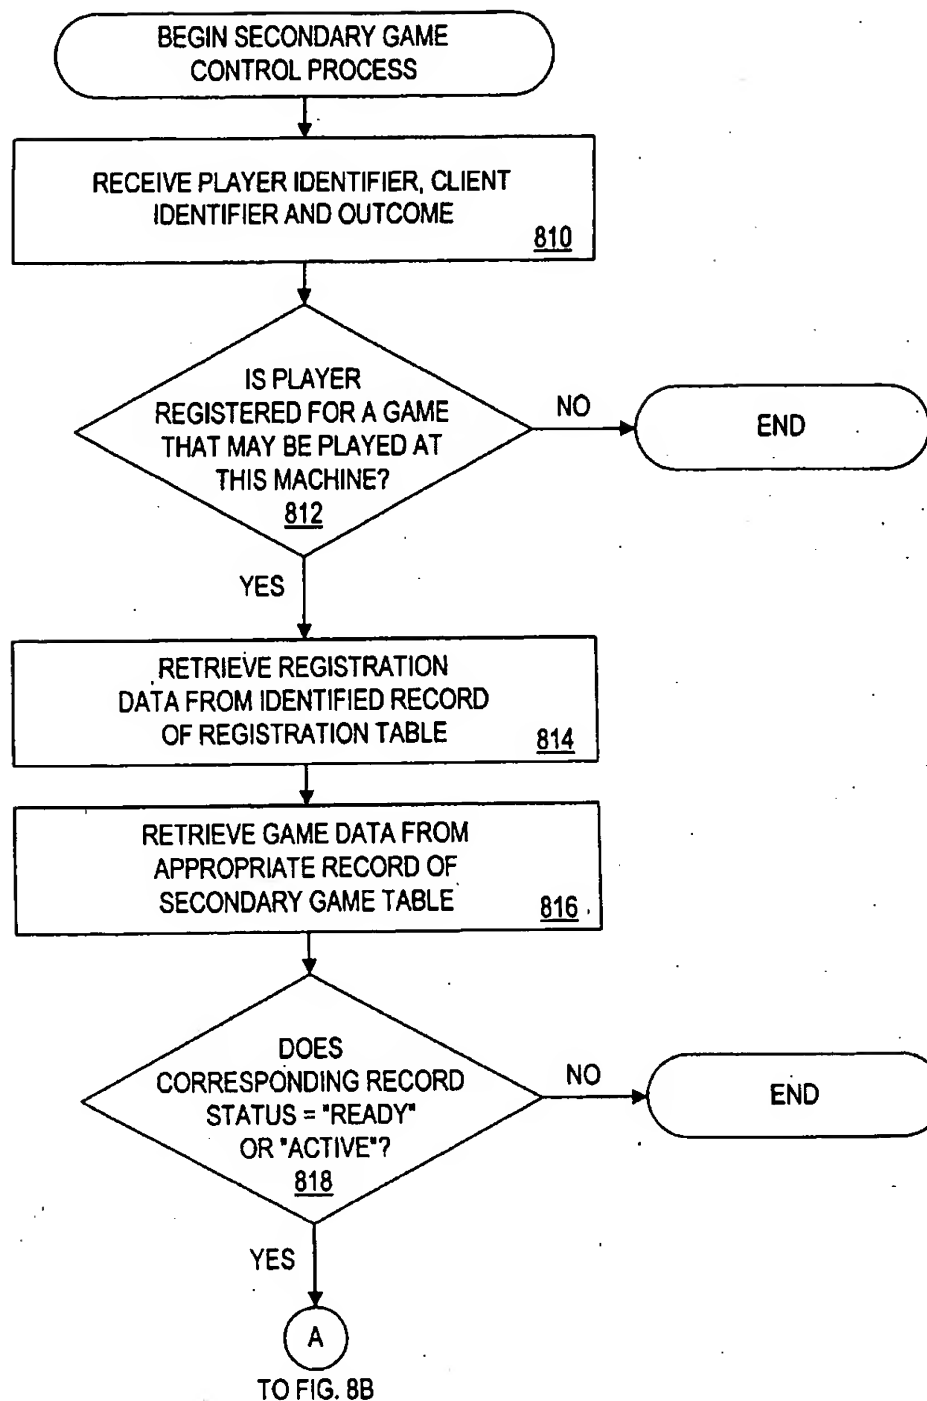 BEGIN SECONDARY GAME
CONTROL PROCESS
RECEIVE PLAYER IDENTIFIER, CLIENT
IDENTIFIER AND OUTCOME
810
IS PLAYER
REGISTERED FOR A GAME
THAT MAY BE PLAYED AT
THIS MACHINE?
812
NO
END
YES
RETRIEVE REGISTRATION
DATA FROM IDENTIFIED RECORD
OF REGISTRATION TABLE
814
RETRIEVE GAME DATA FROM
APPROPRIATE RECORD OF
SECONDARY GAME TABLE
816
DOES
CORRESPONDING RECORD
STATUS = "READY"
OR "ACTIVE"?
818
NO
END
YES
A
TO FIG. 8B